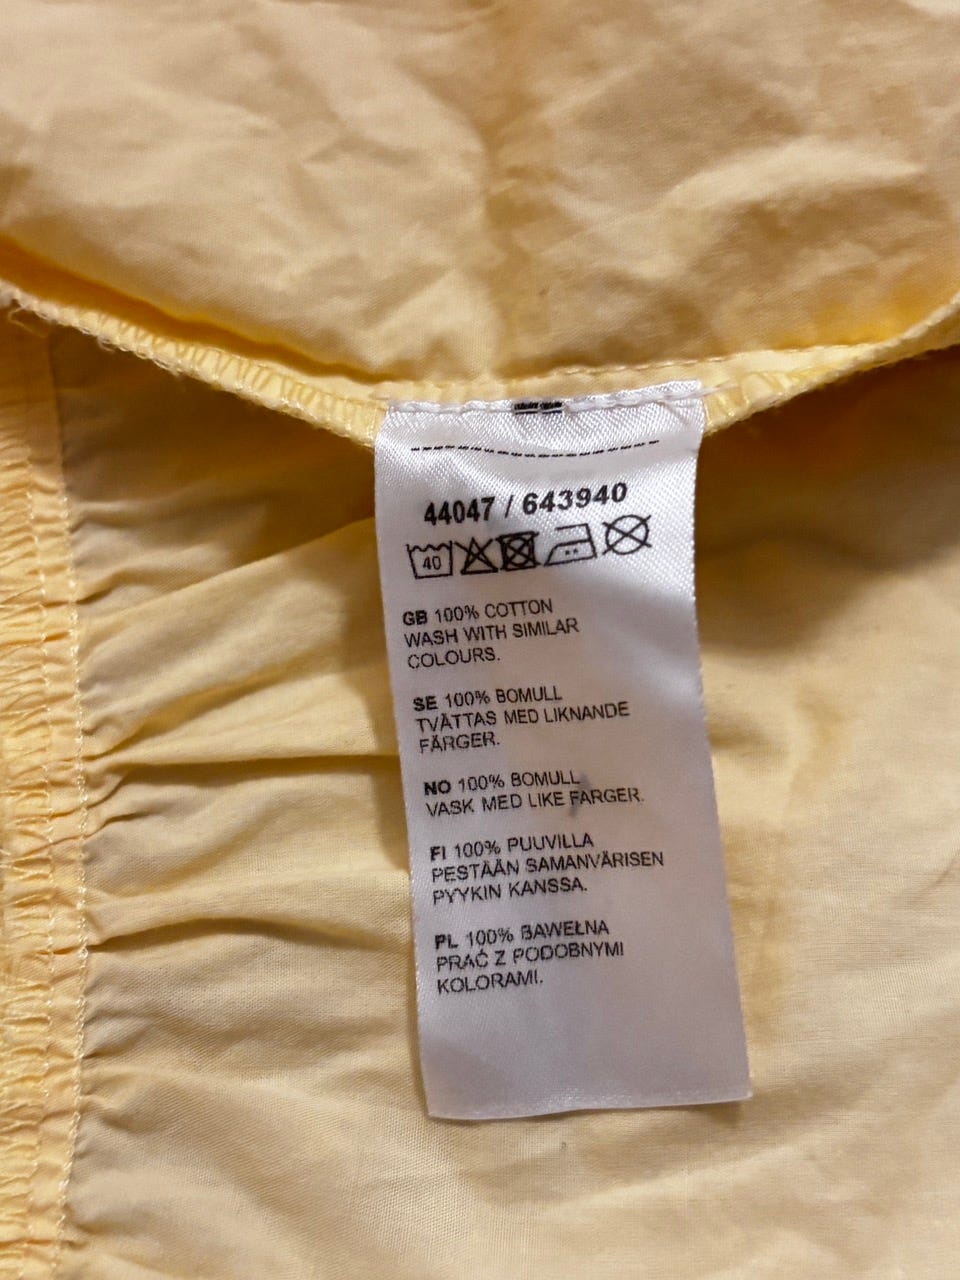 44047 / 643940
40
GB 100% COTTON
WASH WITH SIMILAR
COLOURS.
SE 100% BOMULL
TVÄTTAS MED LIKNANDE
FÄRGER.
NO 100% BOMULL
VASK MED LIKE FARGER.
FI 100% PUUVILLA
PESTÄÄN SAMANVÄRISEN
PYYKIN KANSSA.
PL 100% BAWEŁNA
PRAĆ Z PODOBNYMI
KOLORAMI.